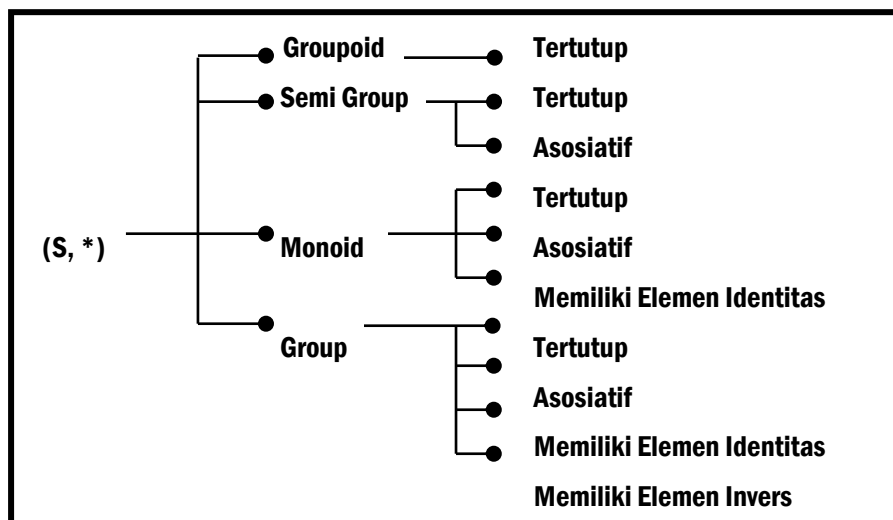 Groupoid Tertutup
Semi Group Tertutup
Asosiatif
Tertutup
(S, *) Monoid Asosiatif
Memiliki Elemen Identitas
Group Tertutup
Asosiatif
Memiliki Elemen Identitas
Memiliki Elemen Invers